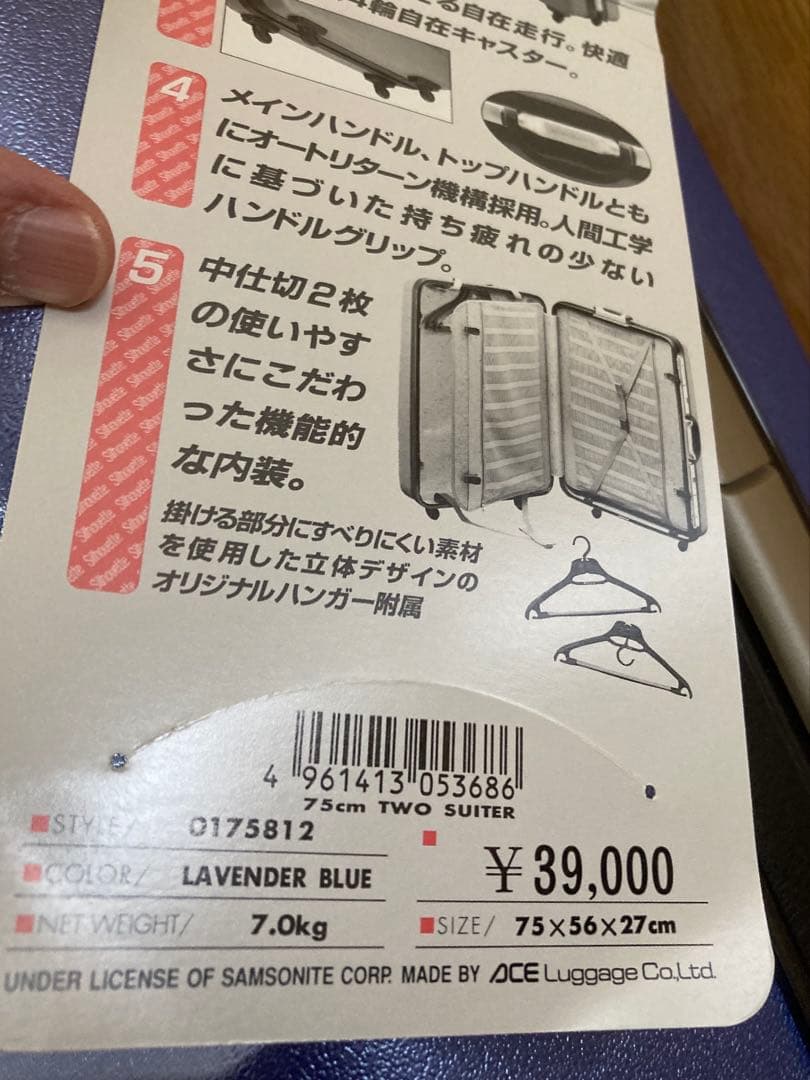 る自在走行。快適
輪自在キャスター。
4
メインハンドル、トップハンドルとも
にオートリターン機構採用。人間工学
に基づいた持ち疲れの少ない
ハンドルグリップ。
5
中仕切2枚
の使いやす
さにこだわ
った機能的
な内装。
掛ける部分にすべりにくい素材
を使用した立体デザインの
オリジナルハンガー附属
Silhouette
4 961413 053686
75cm TWO SUITER
STYLE/ 0175812
COLOR/ LAVENDER BLUE
¥39,000
NET WEIGHT/ 7.0kg
SIZE/ 75×56×27cm
UNDER LICENSE OF SAMSONITE CORP. MADE BY ACE Luggage Co.,Ltd.